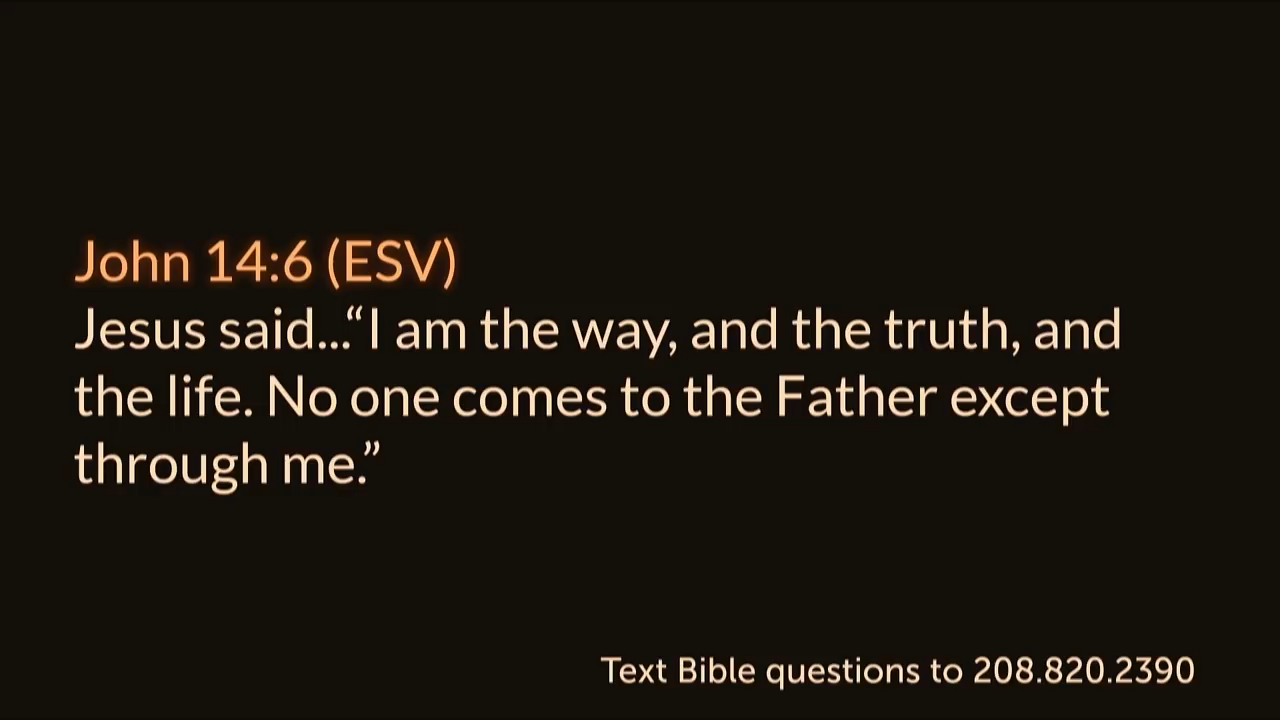 John 14:6 (ESV)
Jesus said...“I am the way, and the truth, and
the life. No one comes to the Father except
through me.”
Text Bible questions to 208.820.2390